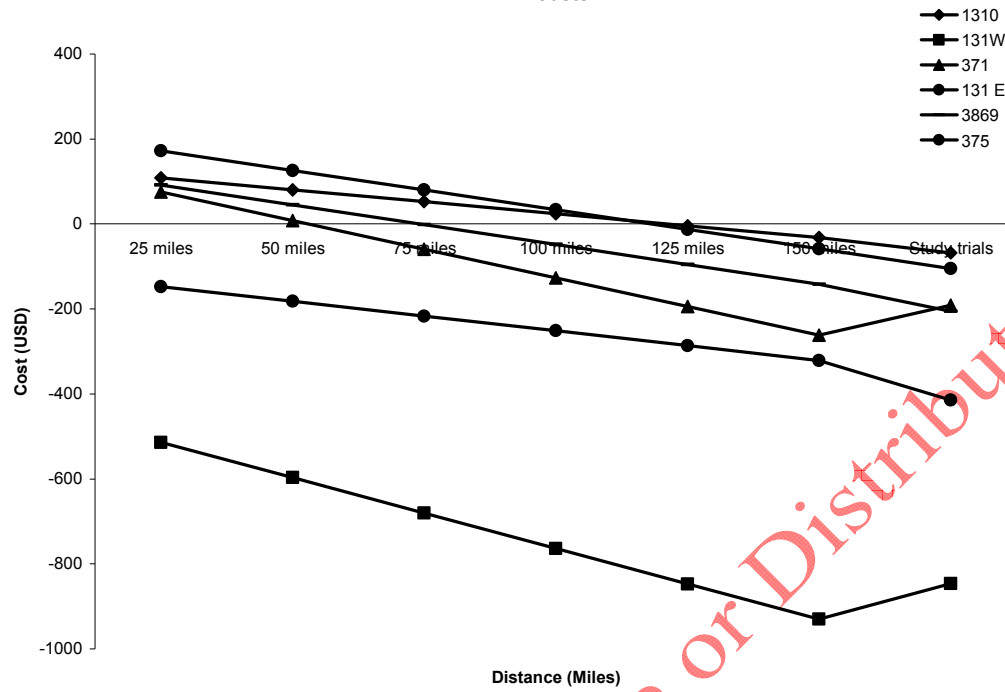 1310
131W
371
131 E
3869
375
400
200
0
-200
-400
-600
-800
-1000
25 miles
50 miles
75 miles
100 miles
125 miles
150 miles
Study trials
Cost (USD)
Distance (Miles)
or Distribut